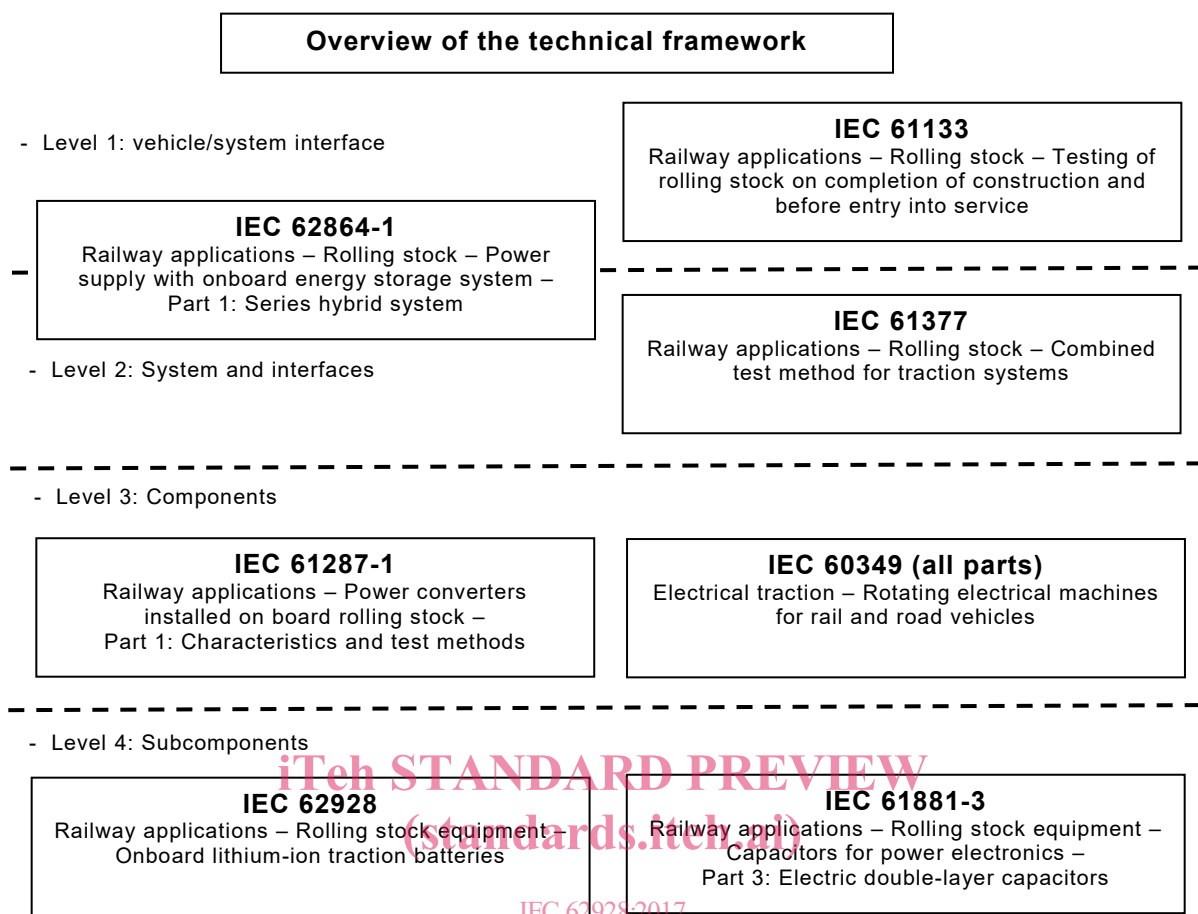 Overview of the technical framework
- Level 1: vehicle/system interface
IEC 61133
Railway applications – Rolling stock – Testing of
rolling stock on completion of construction and
before entry into service
IEC 62864-1
Railway applications – Rolling stock – Power
supply with onboard energy storage system –
Part 1: Series hybrid system
IEC 61377
Railway applications – Rolling stock – Combined
test method for traction systems
- Level 2: System and interfaces
- Level 3: Components
IEC 61287-1
Railway applications – Power converters
installed on board rolling stock –
Part 1: Characteristics and test methods
IEC 60349 (all parts)
Electrical traction – Rotating electrical machines
for rail and road vehicles
- Level 4: Subcomponents
iTeh STANDARD PREVIEW
(standards.iteh.ai)
IEC 62928
Railway applications – Rolling stock equipment –
Onboard lithium-ion traction batteries
IEC 61881-3
Railway applications – Rolling stock equipment –
Capacitors for power electronics –
Part 3: Electric double-layer capacitors
IEC 62928:2017